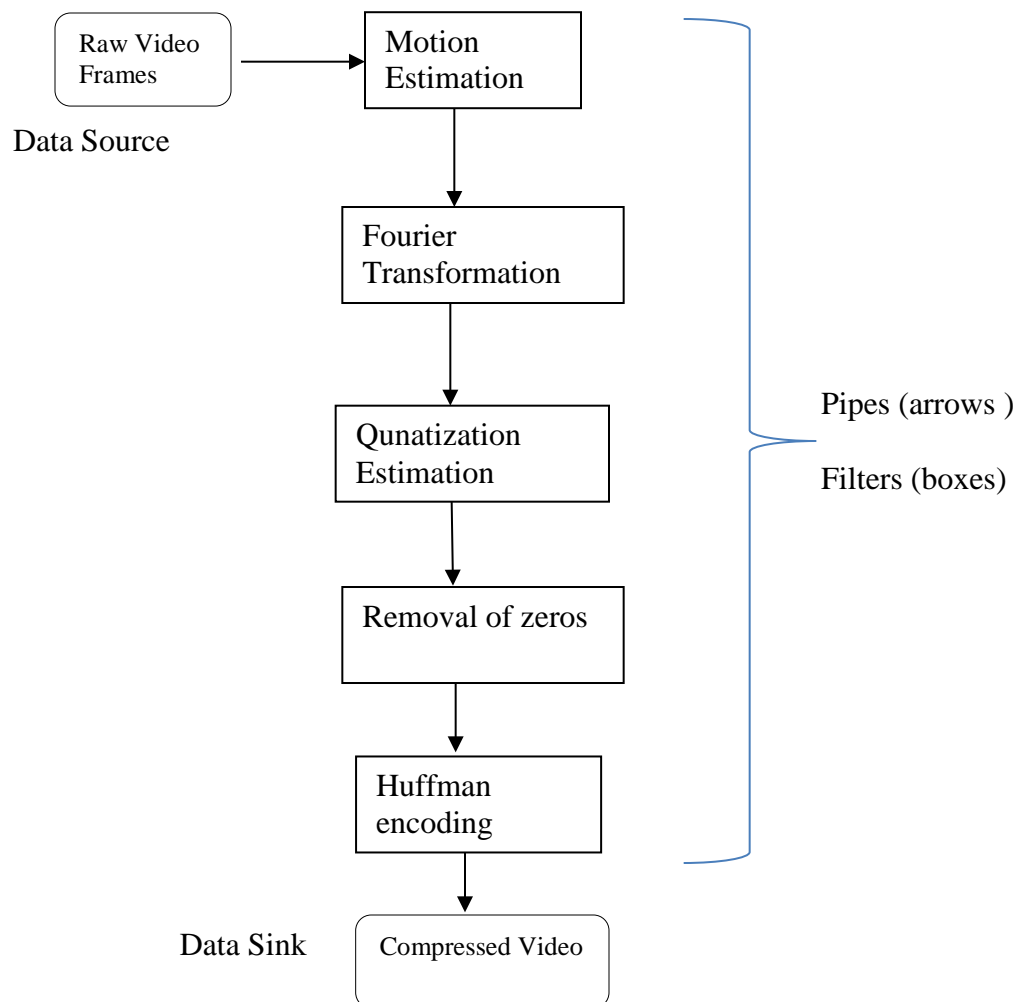 Raw Video
Frames
Motion
Estimation
Data Source
Fourier
Transformation
Qunatization
Estimation
Pipes (arrows )
Filters (boxes)
Removal of zeros
Huffman
encoding
Data Sink
Compressed Video